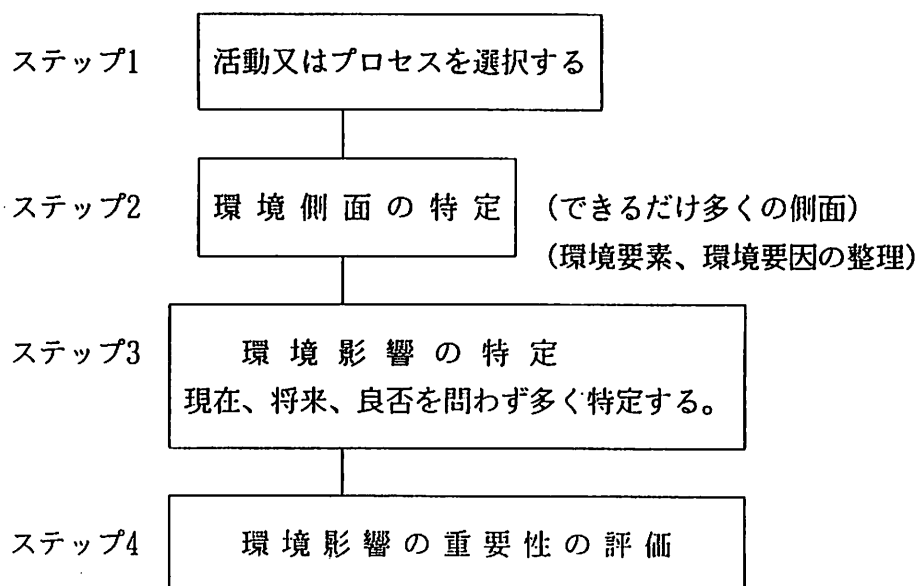 ステップ1 活動又はプロセスを選択する
ステップ2 環境側面の特定 (できるだけ多くの側面)
(環境要素、環境要因の整理)
ステップ3 環境影響の特定
現在、将来、良否を問わず多く特定する。
ステップ4 環境影響の重要性の評価